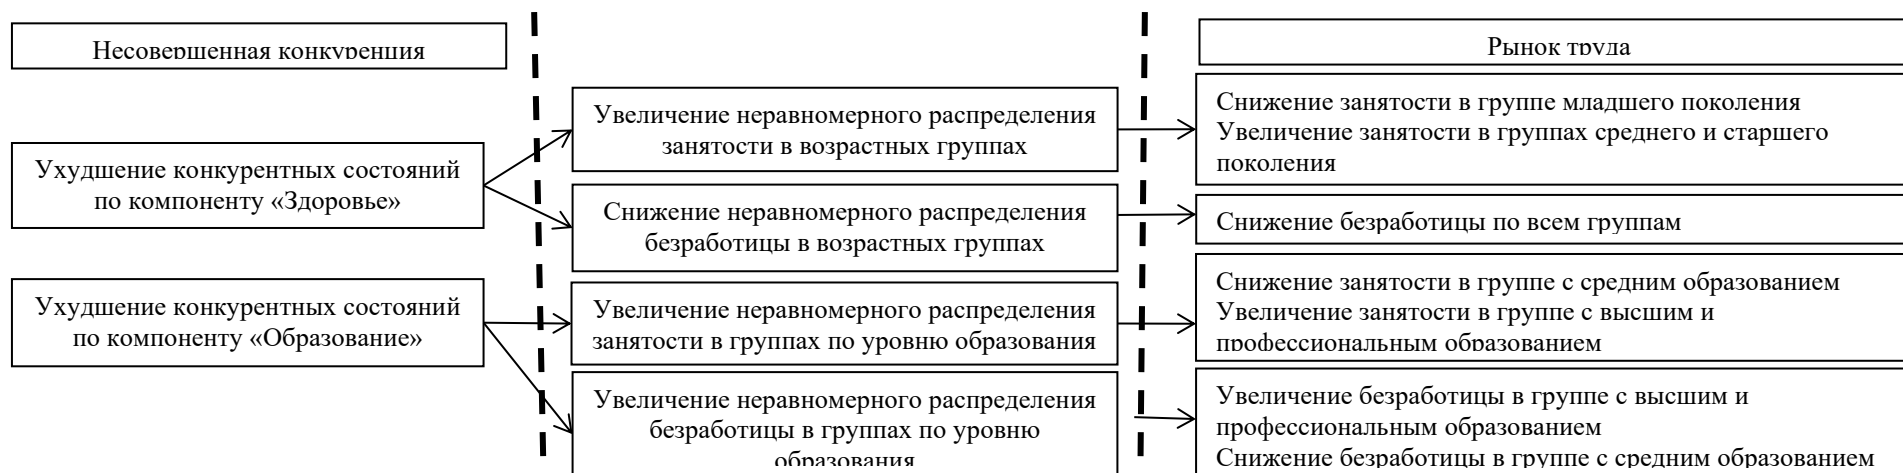 Несовершенная конкуренция
Рынок труда
Ухудшение конкурентных состояний
по компоненту «Здоровье»
Ухудшение конкурентных состояний
по компоненту «Образование»
Увеличение неравномерного распределения
занятости в возрастных группах
Снижение неравномерного распределения
безработицы в возрастных группах
Увеличение неравномерного распределения
занятости в группах по уровню образования
Увеличение неравномерного распределения
безработицы в группах по уровню
образования
Снижение занятости в группе младшего поколения
Увеличение занятости в группах среднего и старшего
поколения
Снижение безработицы по всем группам
Снижение занятости в группе с средним образованием
Увеличение занятости в группе с высшим и
профессиональным образованием
Увеличение безработицы в группе с высшим и
профессиональным образованием
Снижение безработицы в группе с средним образованием